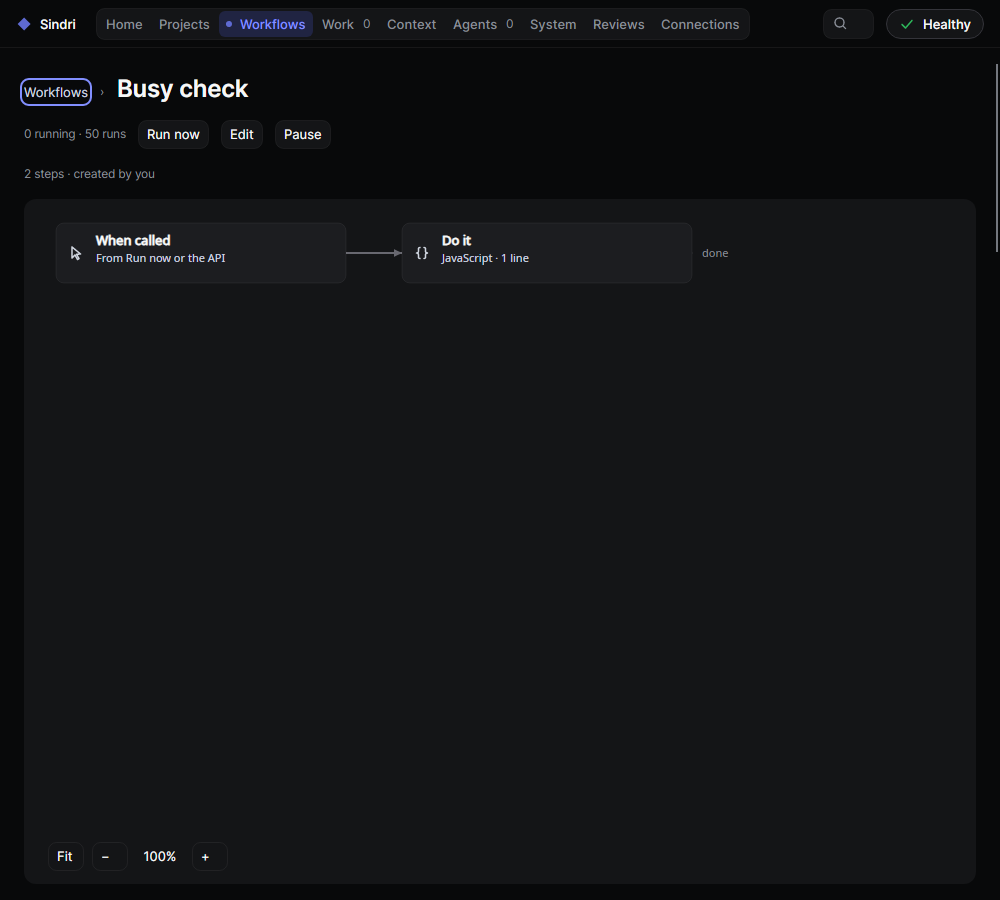 Sindri
Home Projects Workflows Work 0 Context Agents 0 System Reviews Connections
Healthy
Workflows › Busy check
0 running · 50 runs Run now Edit Pause
2 steps · created by you
When called
From Run now or the API
{} Do it
JavaScript · 1 line
done
Fit − 100% +